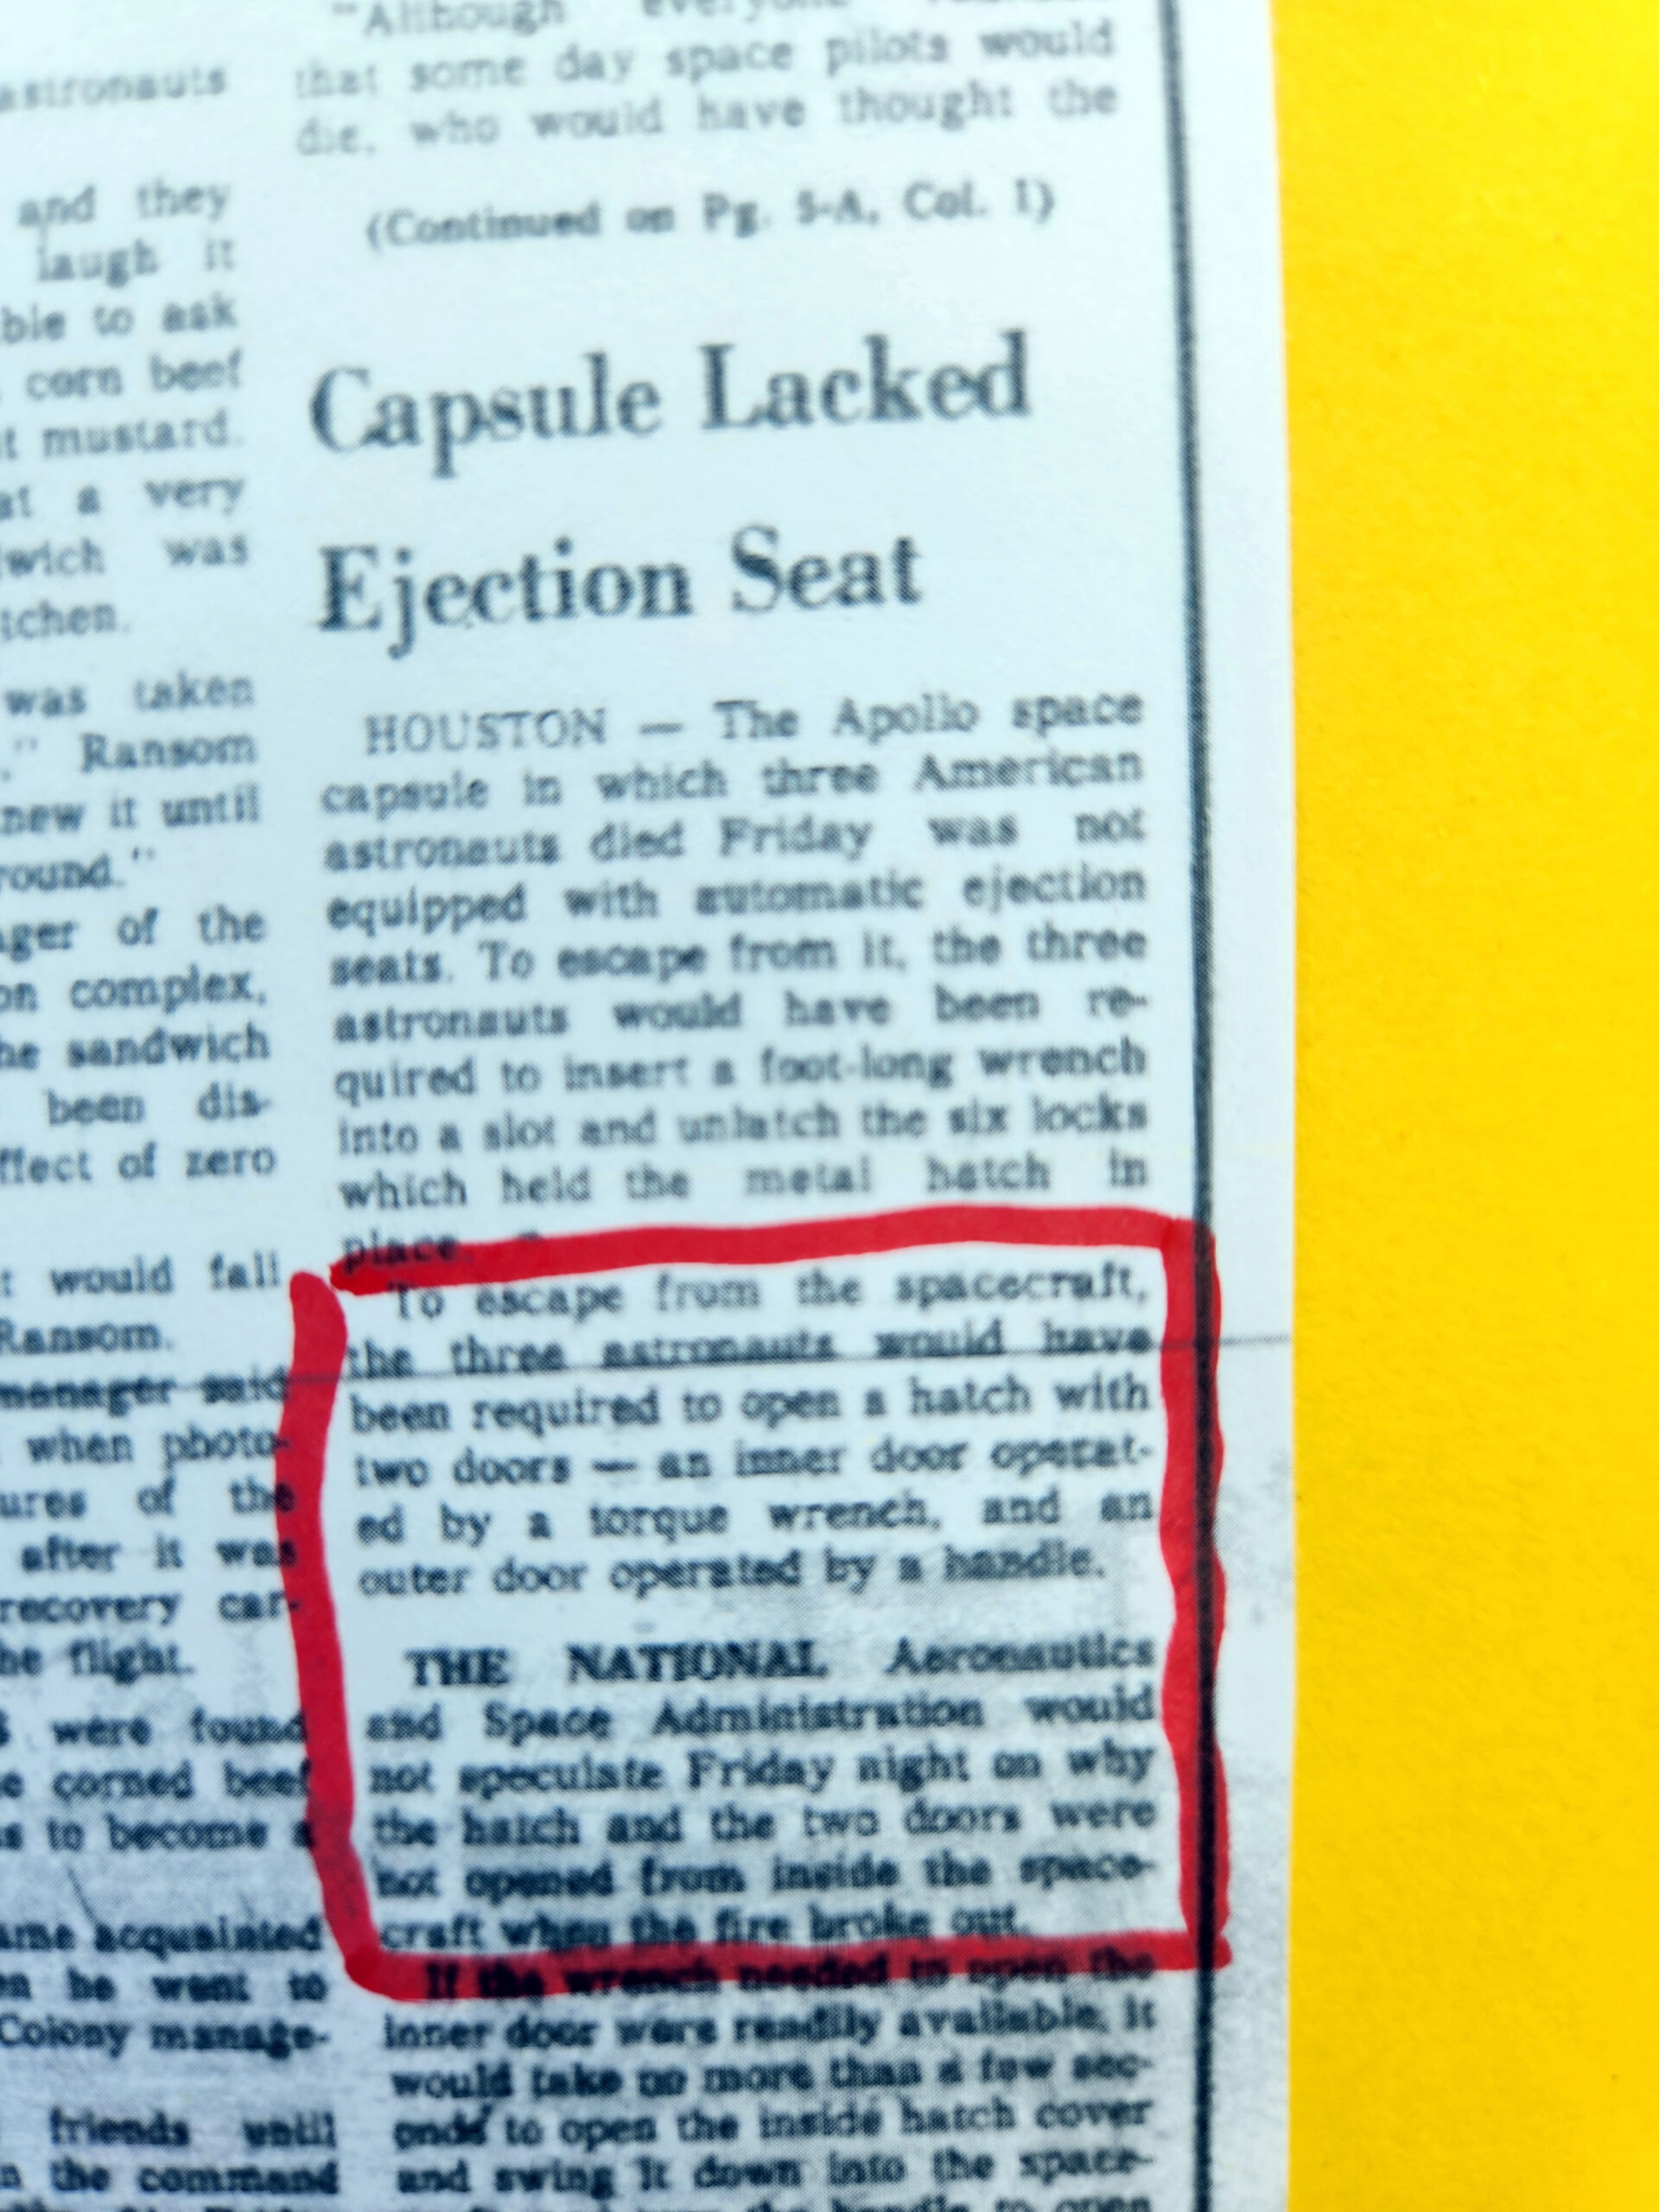 astronauts
and they
laugh it
ble to ask
corn beef
t mustard.
at a very
dwich was
itchen.
was taken
," Ransom
new it until
round."
ager of the
on complex,
he sandwich
been dis-
ffect of zero
t would fall
Ransom.
manager said
when photo-
ures of the
after it was
recovery car-
he flight.
s were found
e corned beef
s to become a
ame acquainted
n he went to
Colony manage-
friends until
n the command
"Although everyone
that some day space pilots would
die, who would have thought the
(Continued on Pg. 5-A, Col. 1)
Capsule Lacked
Ejection Seat
HOUSTON — The Apollo space
capsule in which three American
astronauts died Friday was not
equipped with automatic ejection
seats. To escape from it, the three
astronauts would have been re-
quired to insert a foot-long wrench
into a slot and unlatch the six locks
which held the metal hatch in
place.
To escape from the spacecraft,
the three astronauts would have
been required to open a hatch with
two doors — an inner door operat-
ed by a torque wrench, and an
outer door operated by a handle.
THE NATIONAL Aeronautics
and Space Administration would
not speculate Friday night on why
the hatch and the two doors were
not opened from inside the space-
craft when the fire broke out.
If the wrench needed to open the
inner door were readily available, it
would take no more than a few sec-
onds to open the inside hatch cover
and swing it down into the space-